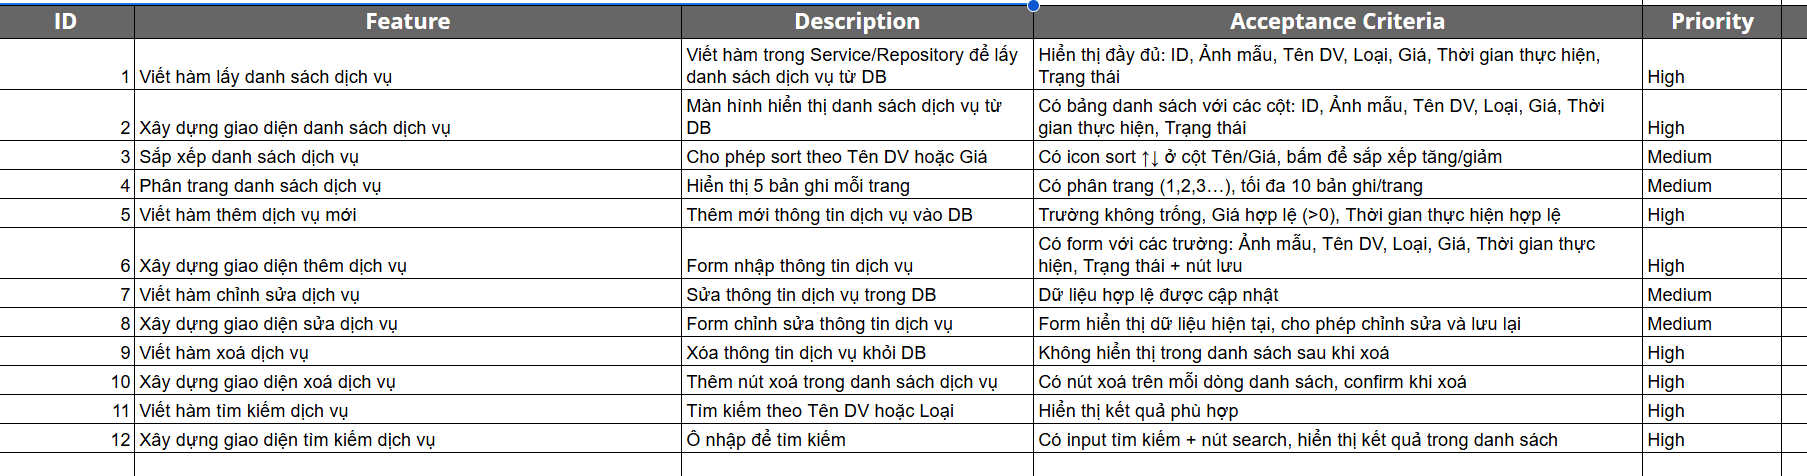 ID Feature Description Acceptance Criteria Priority
Viết hàm trong Service/Repository để lấy Hiển thị đầy đủ: ID, Ảnh mẫu, Tên DV, Loại, Giá, Thời gian thực hiện,
1 Viết hàm lấy danh sách dịch vụ danh sách dịch vụ từ DB Trạng thái High
Màn hình hiển thị danh sách dịch vụ từ Có bảng danh sách với các cột: ID, Ảnh mẫu, Tên DV, Loại, Giá, Thời
2 Xây dựng giao diện danh sách dịch vụ DB gian thực hiện, Trạng thái High
3 Sắp xếp danh sách dịch vụ Cho phép sort theo Tên DV hoặc Giá Có icon sort ↑↓ ở cột Tên/Giá, bấm để sắp xếp tăng/giảm Medium
4 Phân trang danh sách dịch vụ Hiển thị 5 bản ghi mỗi trang Có phân trang (1,2,3…), tối đa 10 bản ghi/trang Medium
5 Viết hàm thêm dịch vụ mới Thêm mới thông tin dịch vụ vào DB Trường không trống, Giá hợp lệ (>0), Thời gian thực hiện hợp lệ High
Có form với các trường: Ảnh mẫu, Tên DV, Loại, Giá, Thời gian thực
6 Xây dựng giao diện thêm dịch vụ Form nhập thông tin dịch vụ hiện, Trạng thái + nút lưu High
7 Viết hàm chỉnh sửa dịch vụ Sửa thông tin dịch vụ trong DB Dữ liệu hợp lệ được cập nhật Medium
8 Xây dựng giao diện sửa dịch vụ Form chỉnh sửa thông tin dịch vụ Form hiển thị dữ liệu hiện tại, cho phép chỉnh sửa và lưu lại Medium
9 Viết hàm xoá dịch vụ Xóa thông tin dịch vụ khỏi DB Không hiển thị trong danh sách sau khi xoá High
10 Xây dựng giao diện xoá dịch vụ Thêm nút xoá trong danh sách dịch vụ Có nút xoá trên mỗi dòng danh sách, confirm khi xoá High
11 Viết hàm tìm kiếm dịch vụ Tìm kiếm theo Tên DV hoặc Loại Hiển thị kết quả phù hợp High
12 Xây dựng giao diện tìm kiếm dịch vụ Ô nhập để tìm kiếm Có input tìm kiếm + nút search, hiển thị kết quả trong danh sách High